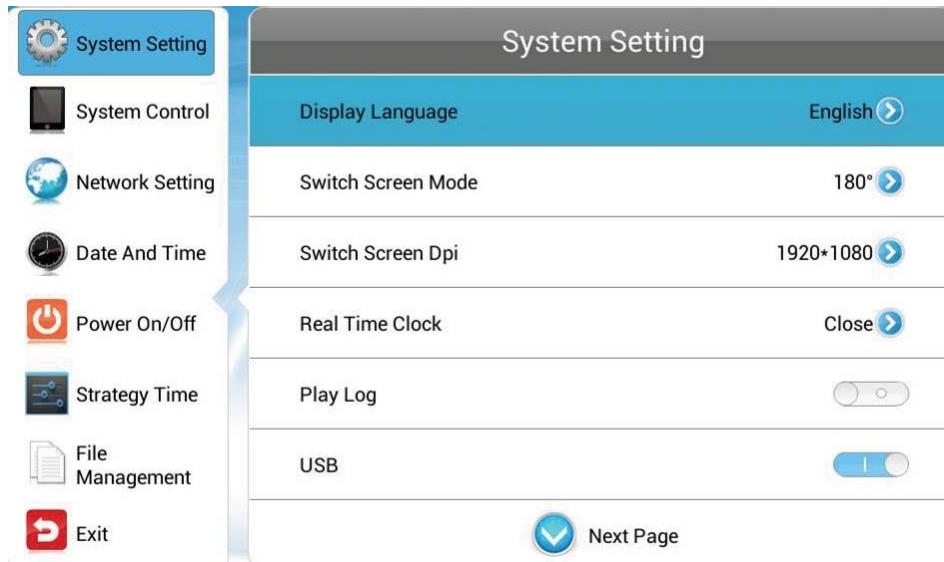 System Setting
System Control
Network Setting
Date And Time
Power On/Off
Strategy Time
File
Management
Exit
System Setting
Display Language English
Switch Screen Mode 180°
Switch Screen Dpi 1920*1080
Real Time Clock Close
Play Log
USB
Next Page